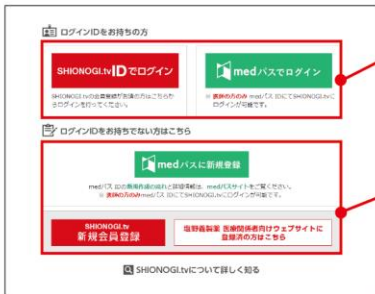 ログインIDをお持ちの方
SHIONOGI.tv IDでログイン
medパスでログイン
SHIONOGI.tvの会員登録がお済の方はこちらからログインを行ってください。
※ 医師の方のみ medパス IDにてSHIONOGI.tvにログインが可能です。
ログインIDをお持ちでない方はこちら
medパスに新規登録
medパス IDの新規作成の流れと詳細情報は、medパスサイトをご覧ください。
※ 医師の方のみ medパス IDにてSHIONOGI.tvにログインが可能です。
SHIONOGI.tv
新規会員登録
塩野義製薬 医療関係者向けウェブサイトに
登録済の方はこちら
SHIONOGI.tvについて詳しく知る